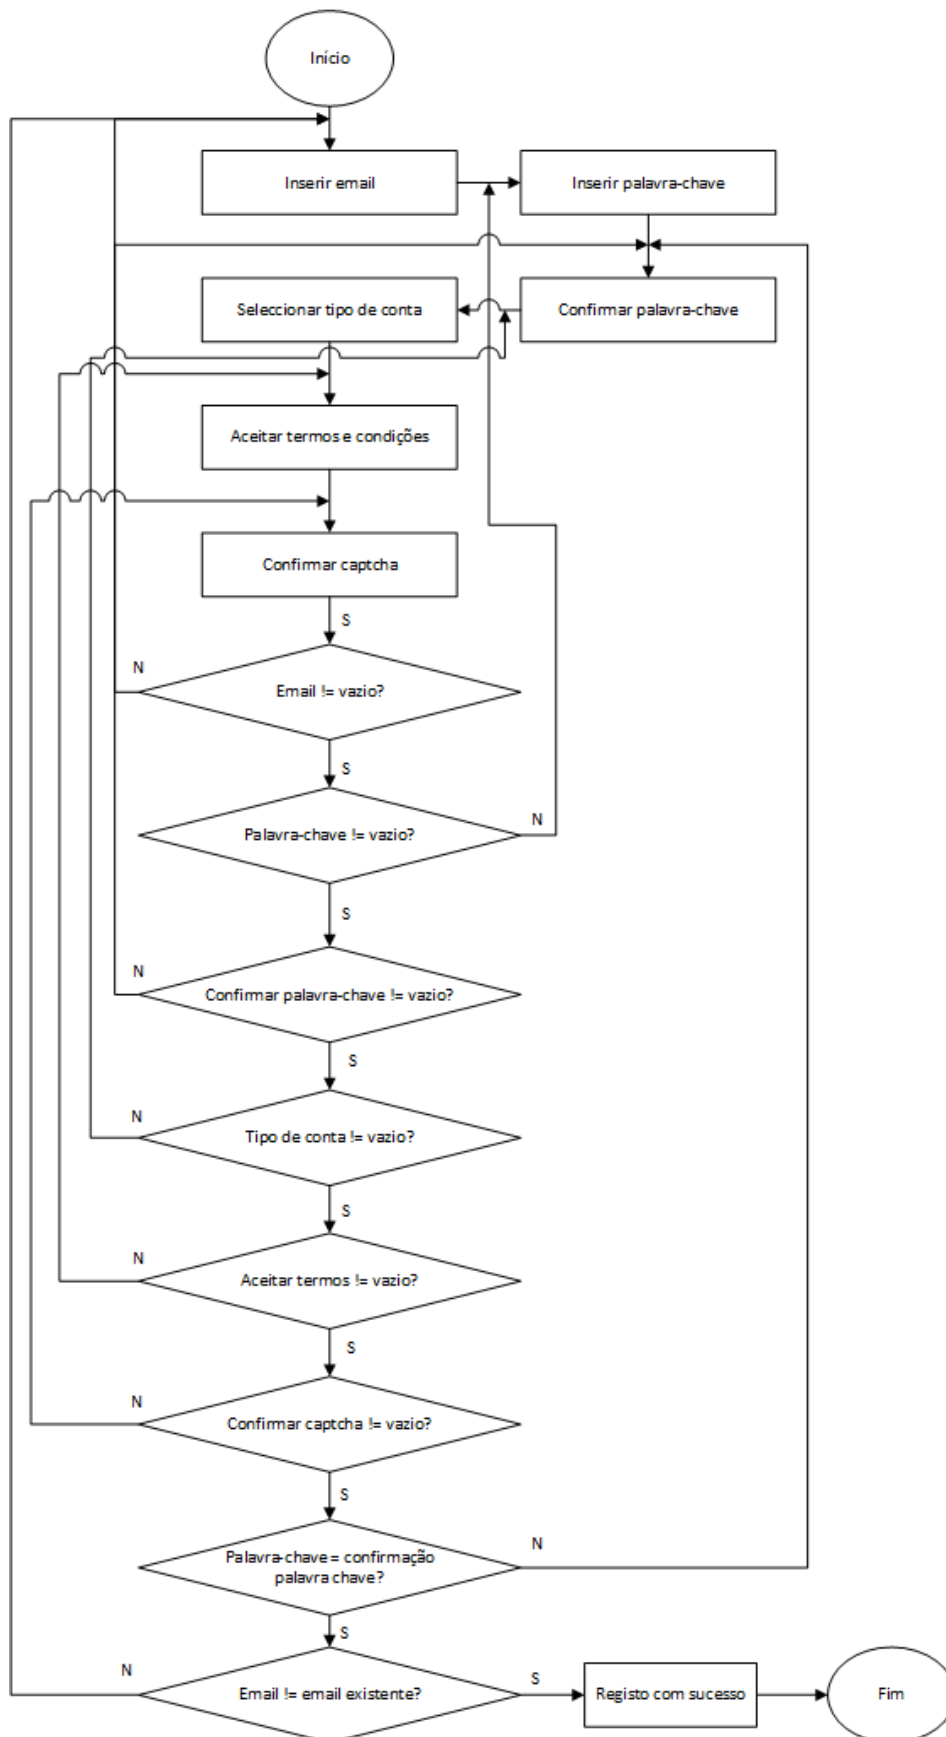 Início
Inserir email
Inserir palavra-chave
Seleccionar tipo de conta
Confirmar palavra-chave
Aceitar termos e condições
Confirmar captcha
S
N
Email != vazio?
S
Palavra-chave != vazio?
N
S
N
Confirmar palavra-chave != vazio?
S
N
Tipo de conta != vazio?
S
N
Aceitar termos != vazio?
S
N
Confirmar captcha != vazio?
S
Palavra-chave = confirmação
palavra chave?
N
S
N
Email != email existente?
S
Registo com sucesso
Fim